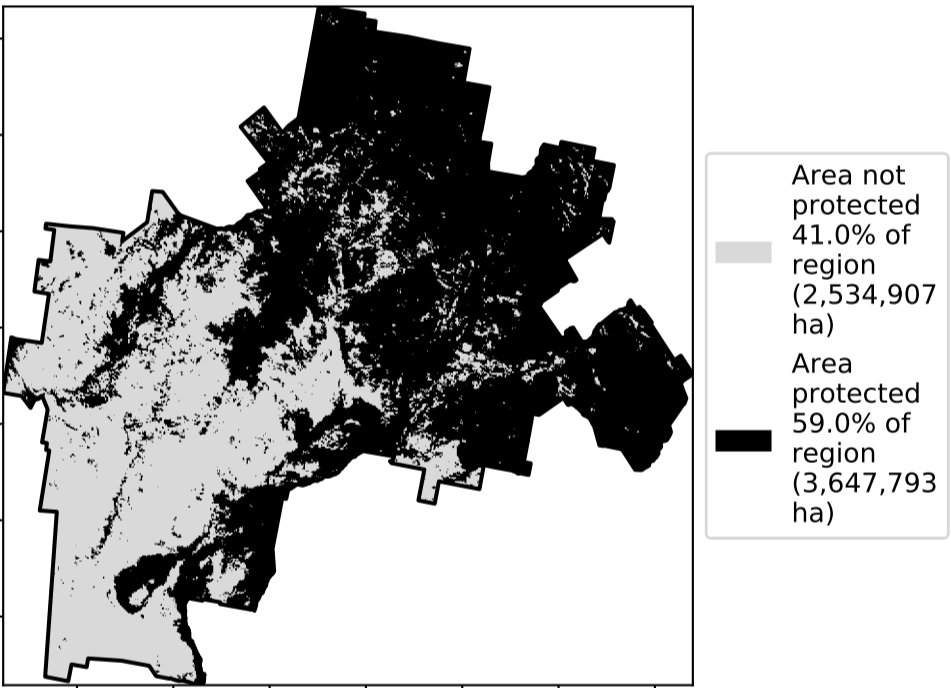 Area not
protected
41.0% of
region
(2,534,907
ha)
Area
protected
59.0% of
region
(3,647,793
ha)